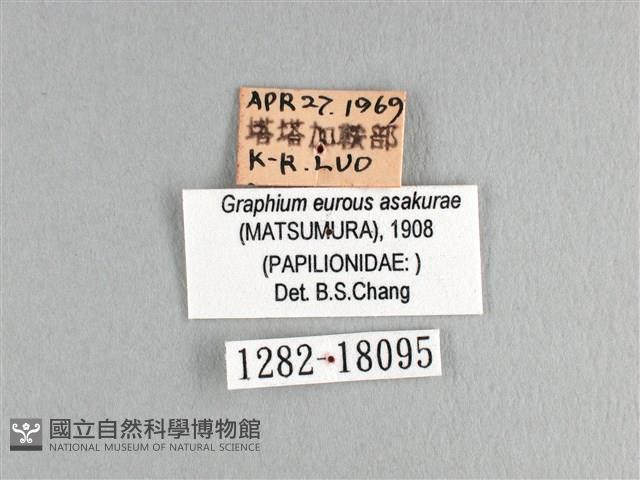 APR 27. 1969
塔塔加鞍部
K-R. LUO
Graphium eurous asakurae
(MATSUMURA), 1908
(PAPILIONIDAE: )
Det. B.S.Chang
1282-18095
國立自然科學博物館
NATIONAL MUSEUM OF NATURAL SCIENCE